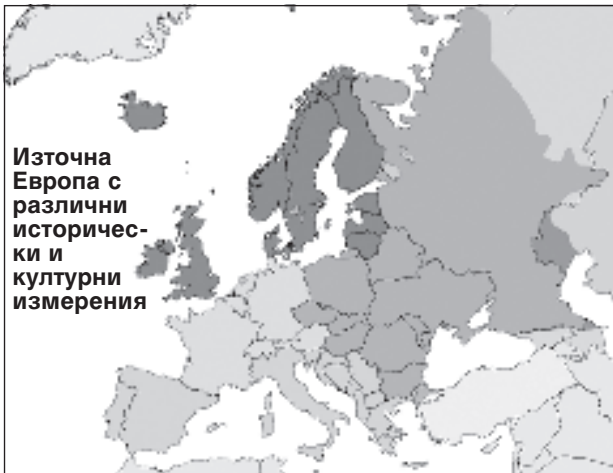 Източна
Европа с
различни
историчес-
ки и
културни
измерения